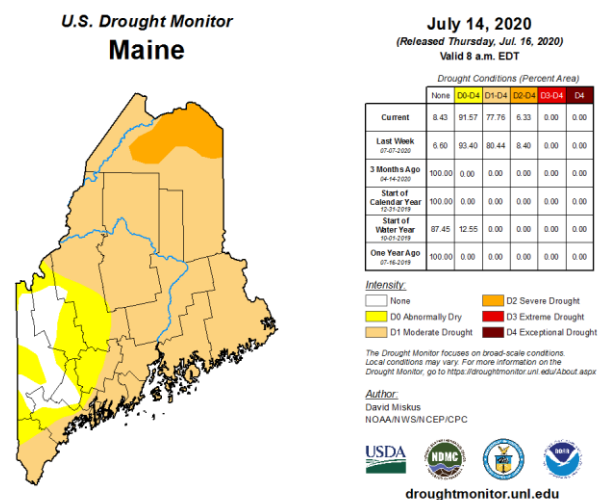 U.S. Drought Monitor
Maine
July 14, 2020
(Released Thursday, Jul. 16, 2020)
Valid 8 a.m. EDT
Drought Conditions (Percent Area)
None D0-D4 D1-D4 D2-D4 D3-D4 D4
Current 8.43 91.57 77.76 6.33 0.00 0.00
Last Week 07-07-2020 6.60 93.40 80.44 8.40 0.00 0.00
3 Months Ago 04-14-2020 100.00 0.00 0.00 0.00 0.00 0.00
Start of Calendar Year 12-31-2019 100.00 0.00 0.00 0.00 0.00 0.00
Start of Water Year 10-01-2019 87.45 12.55 0.00 0.00 0.00 0.00
One Year Ago 07-16-2019 100.00 0.00 0.00 0.00 0.00 0.00
Intensity:
None
D0 Abnormally Dry
D1 Moderate Drought
D2 Severe Drought
D3 Extreme Drought
D4 Exceptional Drought
The Drought Monitor focuses on broad-scale conditions.
Local conditions may vary. For more information on the
Drought Monitor, go to https://droughtmonitor.unl.edu/About.aspx
Author:
David Miskus
NOAA/NWS/NCEP/CPC
USDA
NDMC
NOAA
droughtmonitor.unl.edu